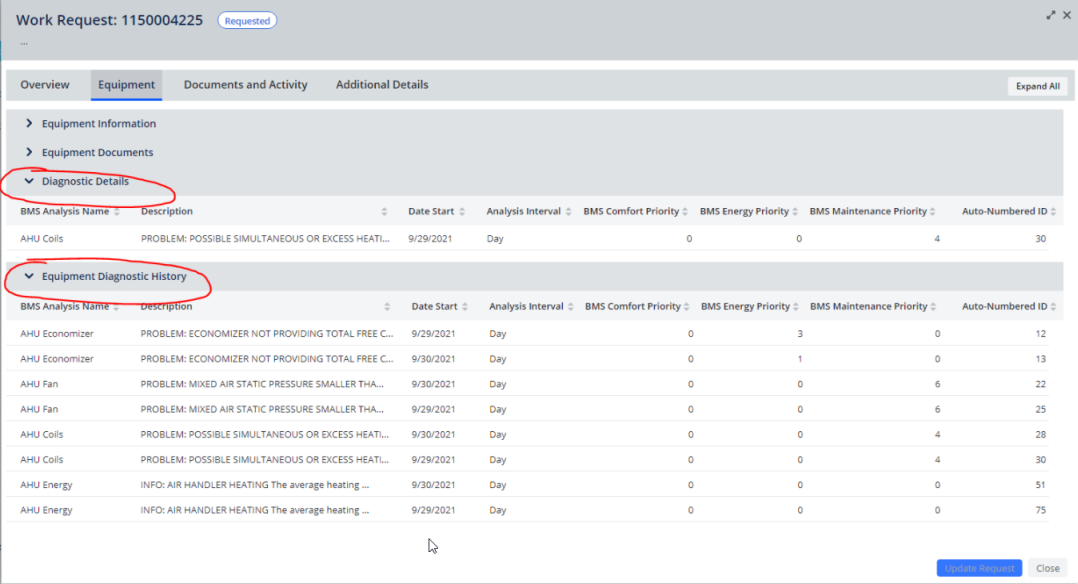 Work Request: 1150004225 Requested
...
Overview Equipment Documents and Activity Additional Details Expand All
Equipment Information
Equipment Documents
Diagnostic Details
BMS Analysis Name Description Date Start Analysis Interval BMS Comfort Priority BMS Energy Priority BMS Maintenance Priority Auto-Numbered ID
AHU Coils PROBLEM: POSSIBLE SIMULTANEOUS OR EXCESS HEATI... 9/29/2021 Day 0 0 4 30
Equipment Diagnostic History
BMS Analysis Name Description Date Start Analysis Interval BMS Comfort Priority BMS Energy Priority BMS Maintenance Priority Auto-Numbered ID
AHU Economizer PROBLEM: ECONOMIZER NOT PROVIDING TOTAL FREE C... 9/29/2021 Day 0 3 0 12
AHU Economizer PROBLEM: ECONOMIZER NOT PROVIDING TOTAL FREE C... 9/30/2021 Day 0 1 0 13
AHU Fan PROBLEM: MIXED AIR STATIC PRESSURE SMALLER THA... 9/30/2021 Day 0 0 6 22
AHU Fan PROBLEM: MIXED AIR STATIC PRESSURE SMALLER THA... 9/29/2021 Day 0 0 6 25
AHU Coils PROBLEM: POSSIBLE SIMULTANEOUS OR EXCESS HEATI... 9/30/2021 Day 0 0 4 28
AHU Coils PROBLEM: POSSIBLE SIMULTANEOUS OR EXCESS HEATI... 9/29/2021 Day 0 0 4 30
AHU Energy INFO: AIR HANDLER HEATING The average heating ... 9/30/2021 Day 0 0 0 51
AHU Energy INFO: AIR HANDLER HEATING The average heating ... 9/29/2021 Day 0 0 0 75
Update Request Close